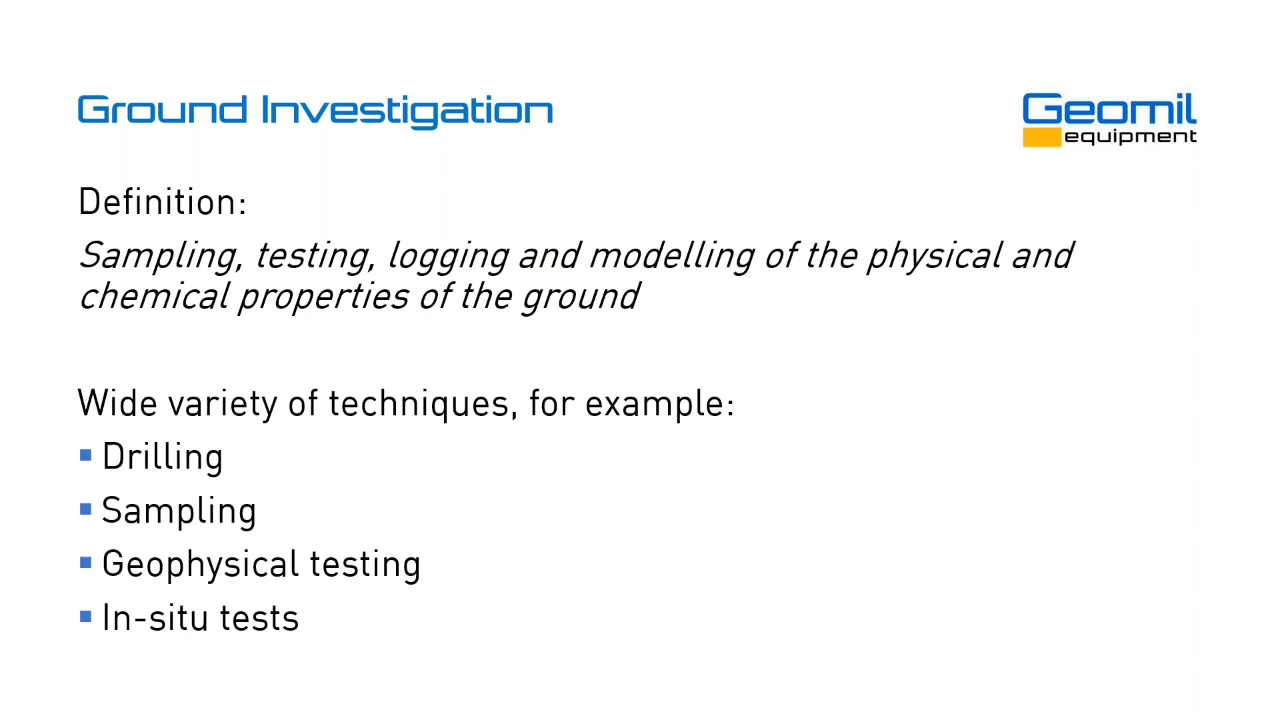 Ground Investigation
Geomil
equipment
Definition:
Sampling, testing, logging and modelling of the physical and
chemical properties of the ground
Wide variety of techniques, for example:
Drilling
Sampling
Geophysical testing
In-situ tests